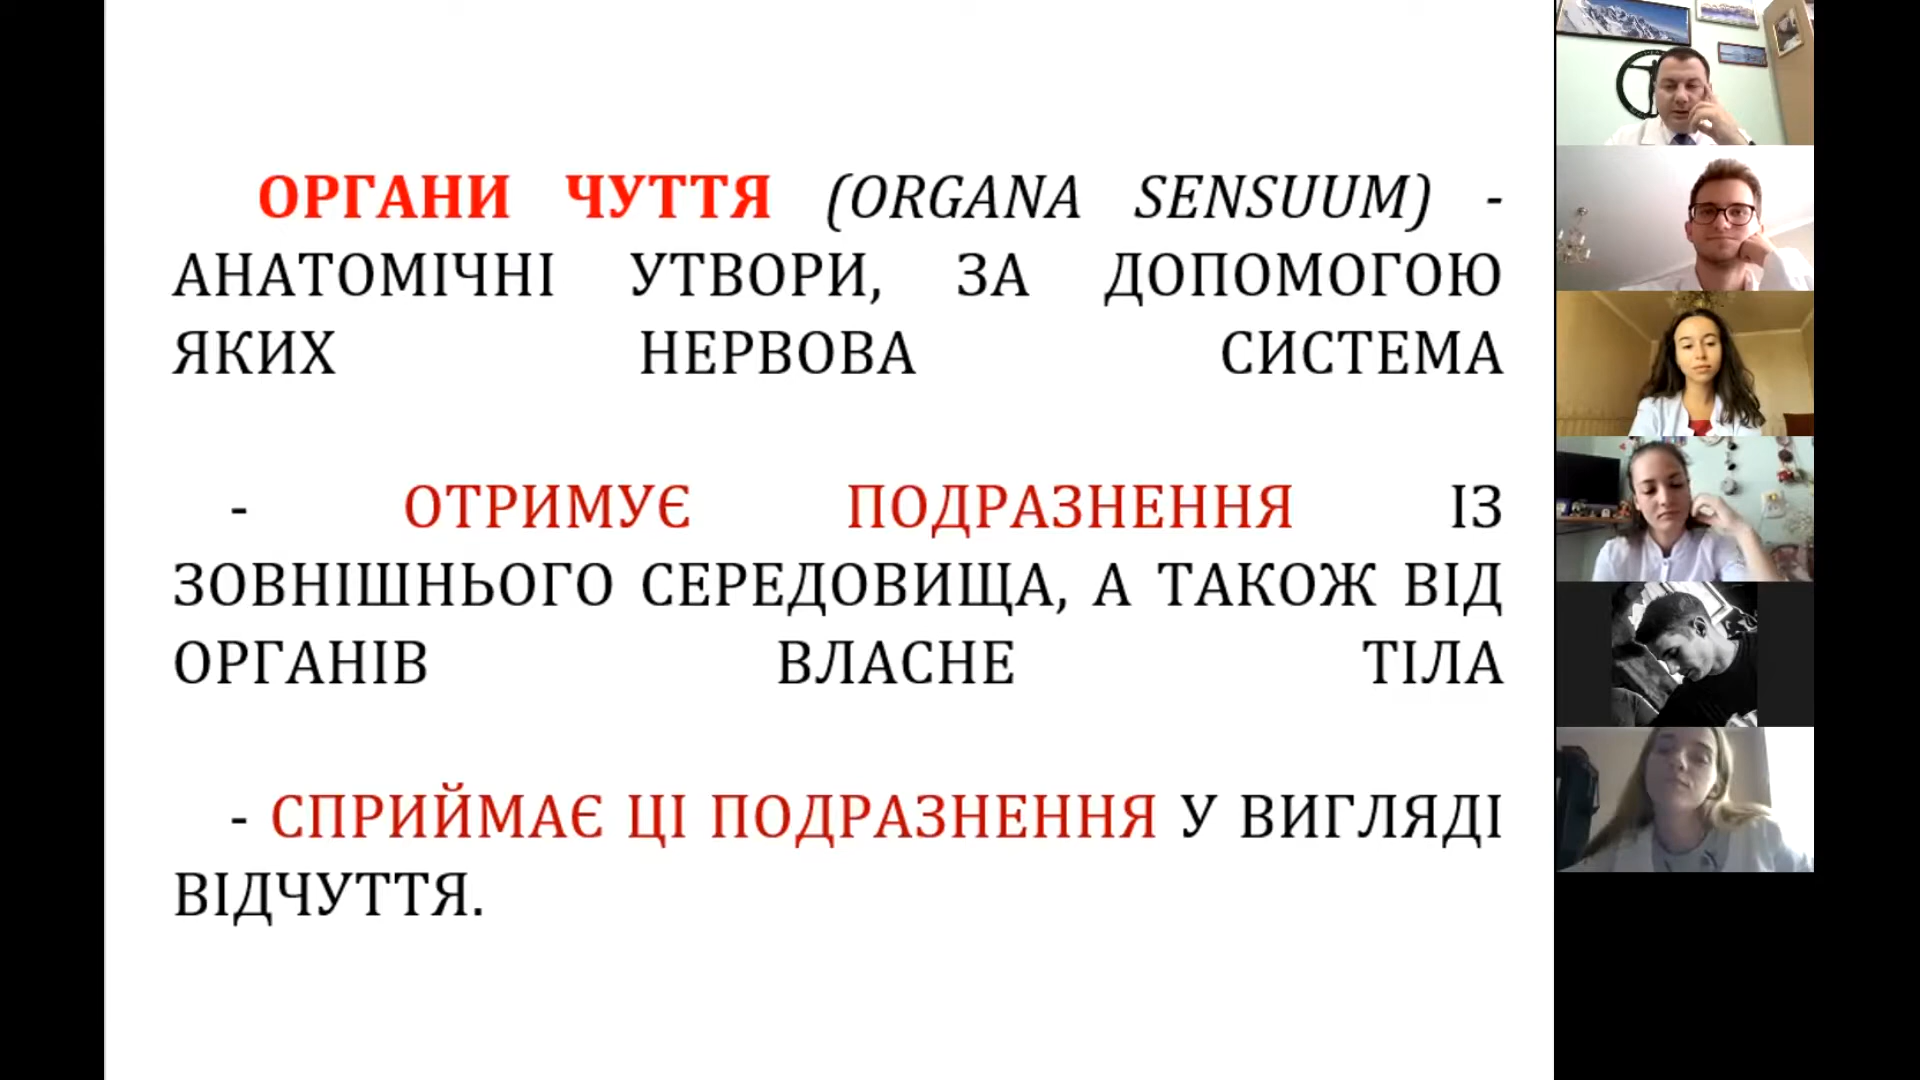 ОРГАНИ ЧУТТЯ (ORGANA SENSUUM) -
АНАТОМІЧНІ УТВОРИ, ЗА ДОПОМОГОЮ
ЯКИХ НЕРВОВА СИСТЕМА
- ОТРИМУЄ ПОДРАЗНЕННЯ ІЗ
ЗОВНІШНЬОГО СЕРЕДОВИЩА, А ТАКОЖ ВІД
ОРГАНІВ ВЛАСНЕ ТІЛА
- СПРИЙМАЄ ЦІ ПОДРАЗНЕННЯ У ВИГЛЯДІ
ВІДЧУТТЯ.